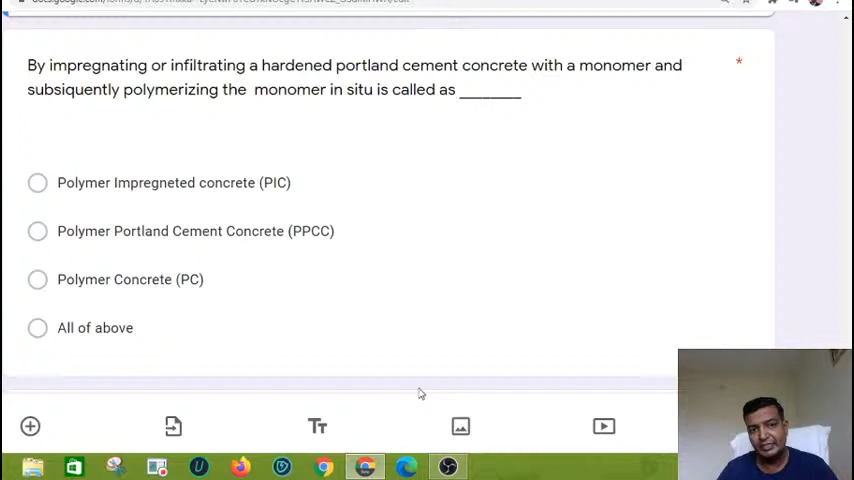 By impregnating or infiltrating a hardened portland cement concrete with a monomer and *
subsiquently polymerizing the monomer in situ is called as ________
Polymer Impregneted concrete (PIC)
Polymer Portland Cement Concrete (PPCC)
Polymer Concrete (PC)
All of above